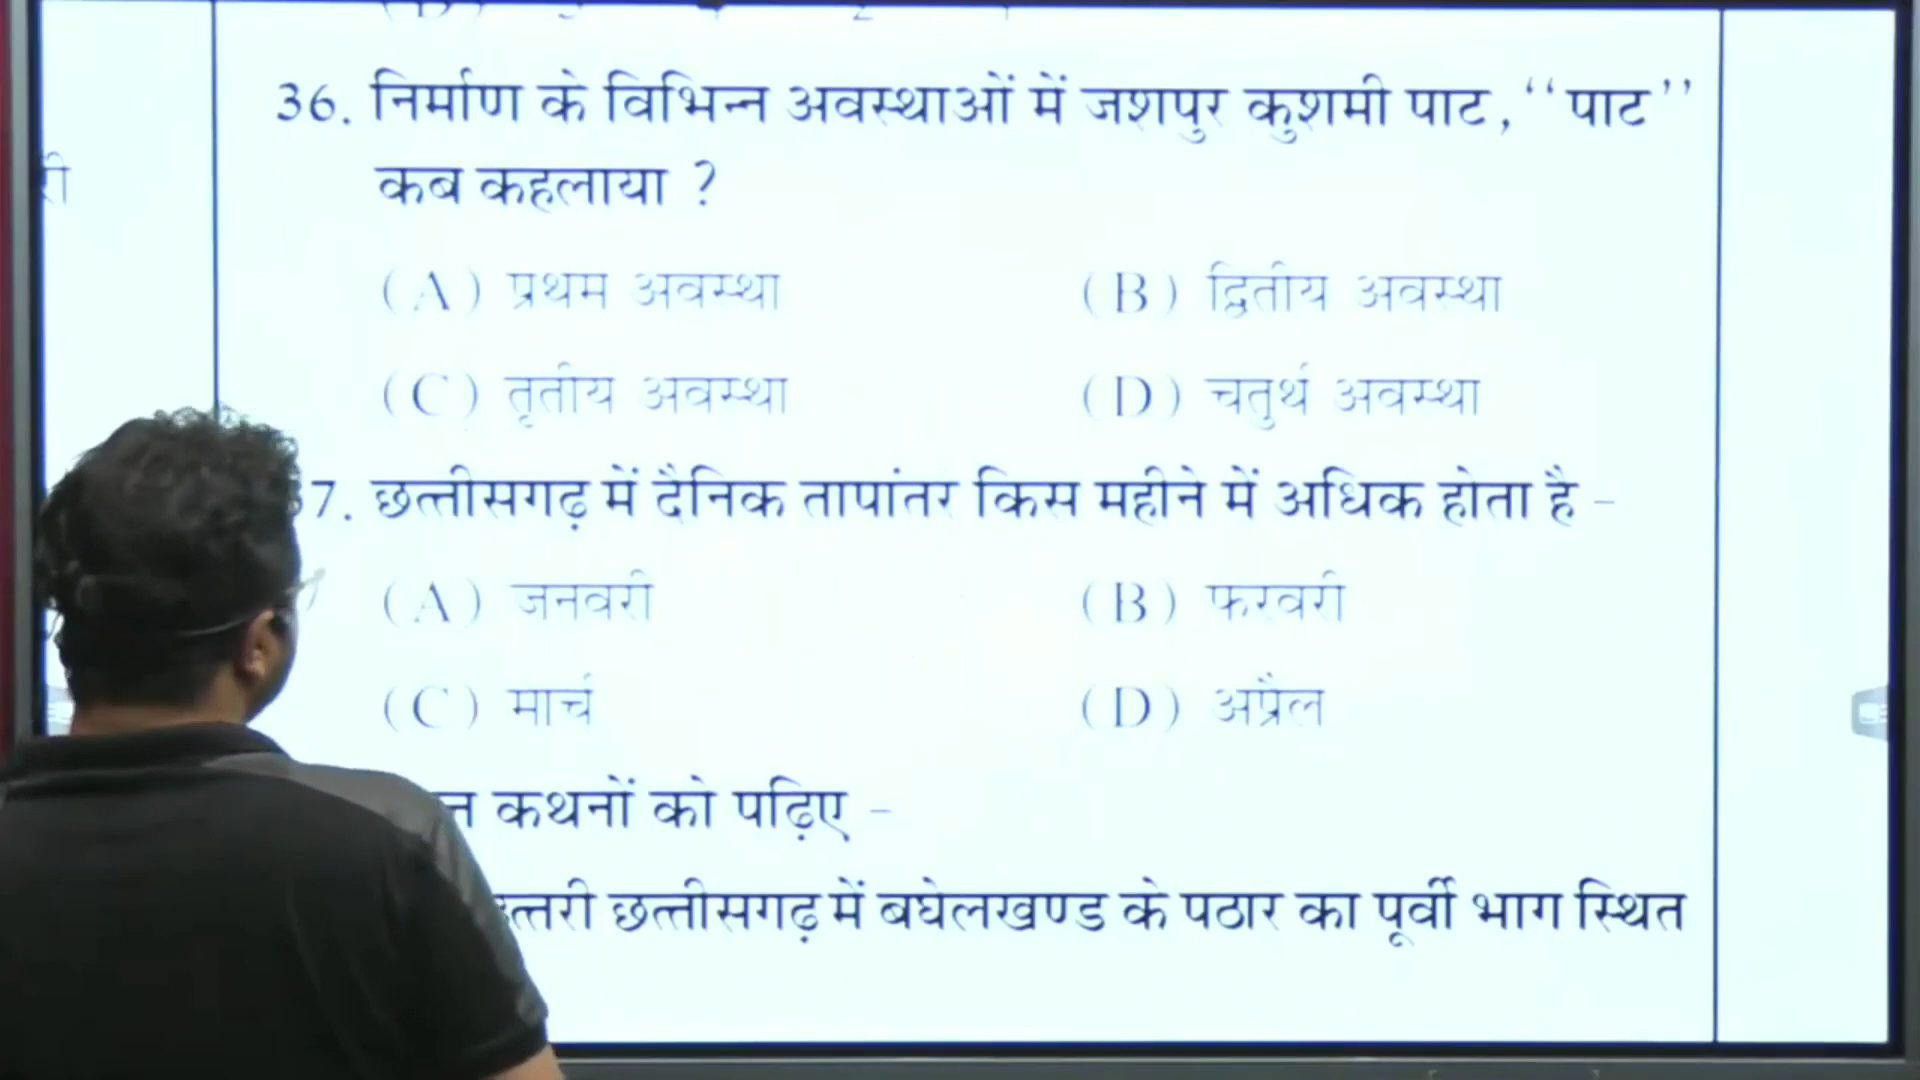 री
36. निर्माण के विभिन्न अवस्थाओं में जशपुर कुशमी पाट, ‘‘पाट’’
कब कहलाया ?
(A) प्रथम अवस्था (B) द्वितीय अवस्था
(C) तृतीय अवस्था (D) चतुर्थ अवस्था
7. छत्तीसगढ़ में दैनिक तापांतर किस महीने में अधिक होता है –
(A) जनवरी (B) फरवरी
(C) मार्च (D) अप्रैल
न कथनों को पढ़िए –
त्तरी छत्तीसगढ़ में बघेलखण्ड के पठार का पूर्वी भाग स्थित